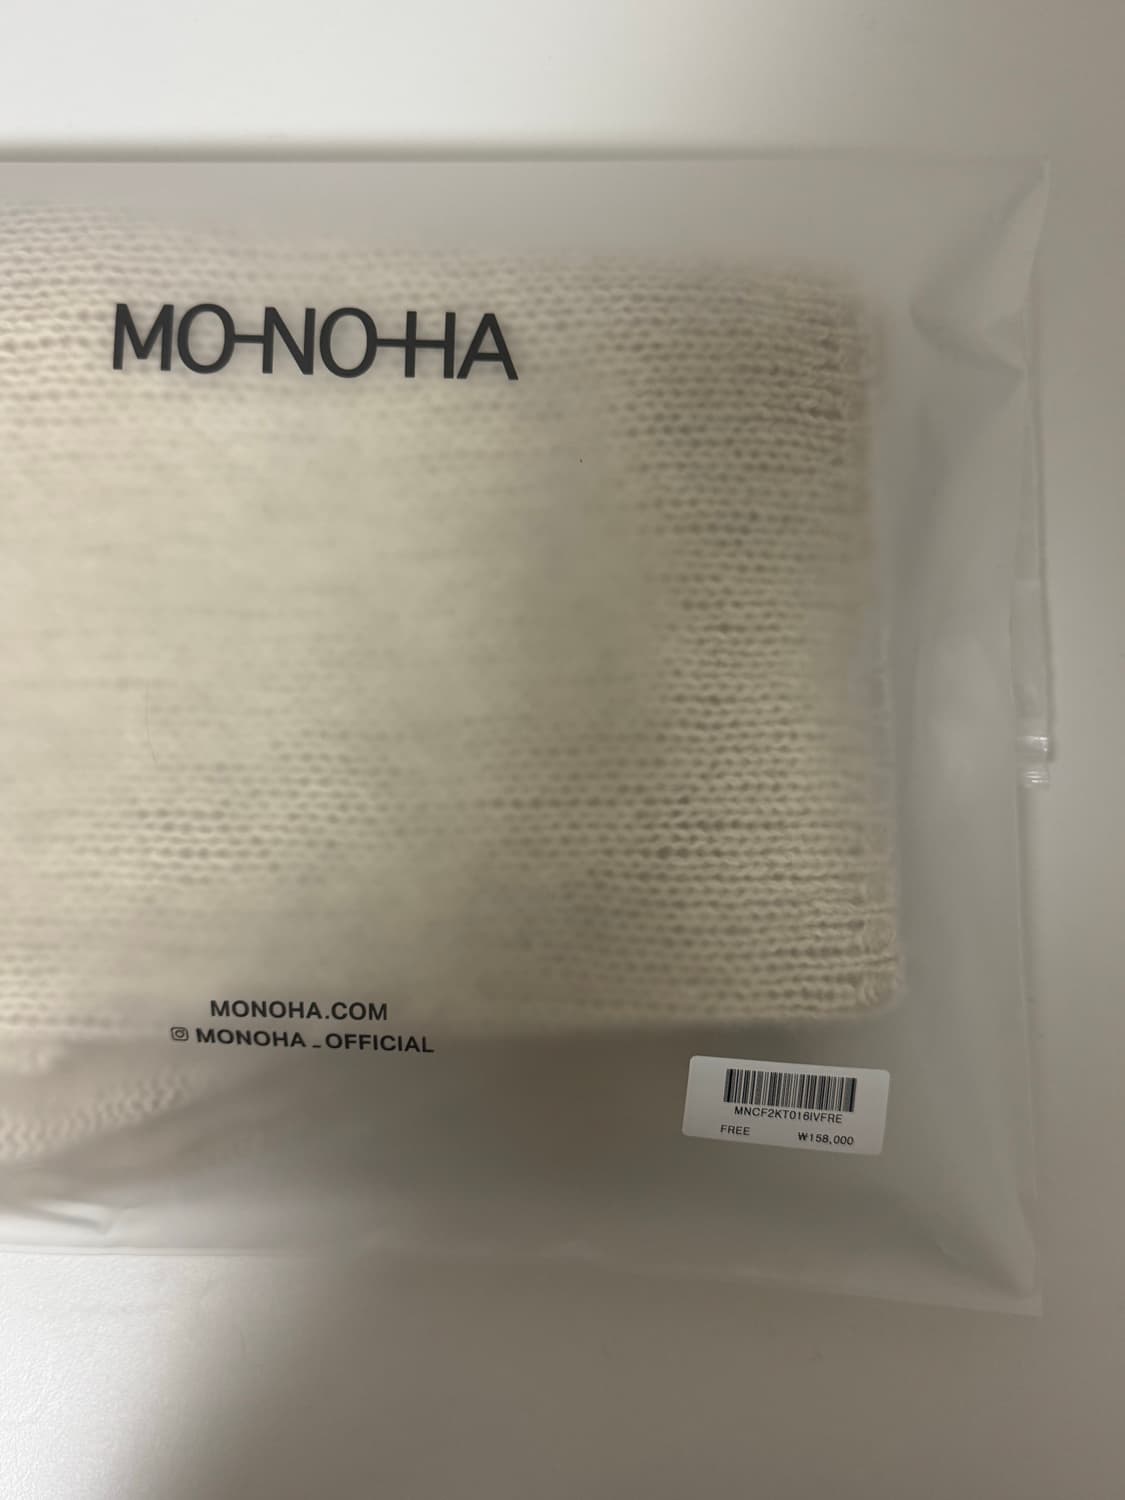 MO-NO-HA
MONOHA.COM
MONOHA_OFFICIAL
MNCF2KT016IVFRE
FREE ₩158,000